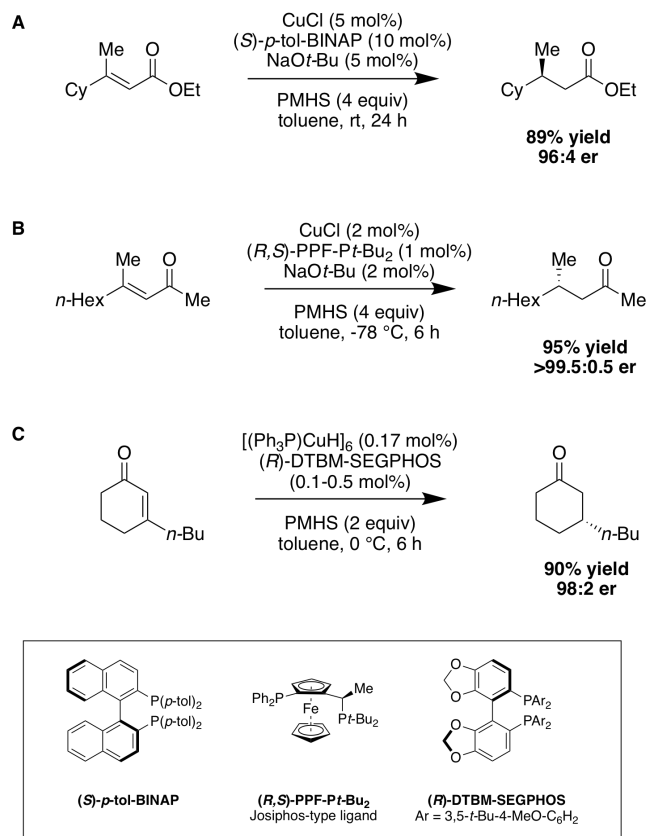 A
Me
O
Cy
OEt
CuCl (5 mol%)
(S)-p-tol-BINAP (10 mol%)
NaOt-Bu (5 mol%)
PMHS (4 equiv)
toluene, rt, 24 h
Me
O
Cy
OEt
89% yield
96:4 er
B
Me
O
n-Hex
Me
CuCl (2 mol%)
(R,S)-PPF-Pt-Bu2 (1 mol%)
NaOt-Bu (2 mol%)
PMHS (4 equiv)
toluene, -78 °C, 6 h
Me
O
n-Hex
Me
95% yield
>99.5:0.5 er
C
O
n-Bu
[(Ph3P)CuH]6 (0.17 mol%)
(R)-DTBM-SEGPHOS
(0.1-0.5 mol%)
PMHS (2 equiv)
toluene, 0 °C, 6 h
O
n-Bu
90% yield
98:2 er
P(p-tol)2
P(p-tol)2
(S)-p-tol-BINAP
Ph2P
Me
Fe
Pt-Bu2
(R,S)-PPF-Pt-Bu2
Josiphos-type ligand
O
O
PAr2
O
PAr2
O
(R)-DTBM-SEGPHOS
Ar = 3,5-t-Bu-4-MeO-C6H2